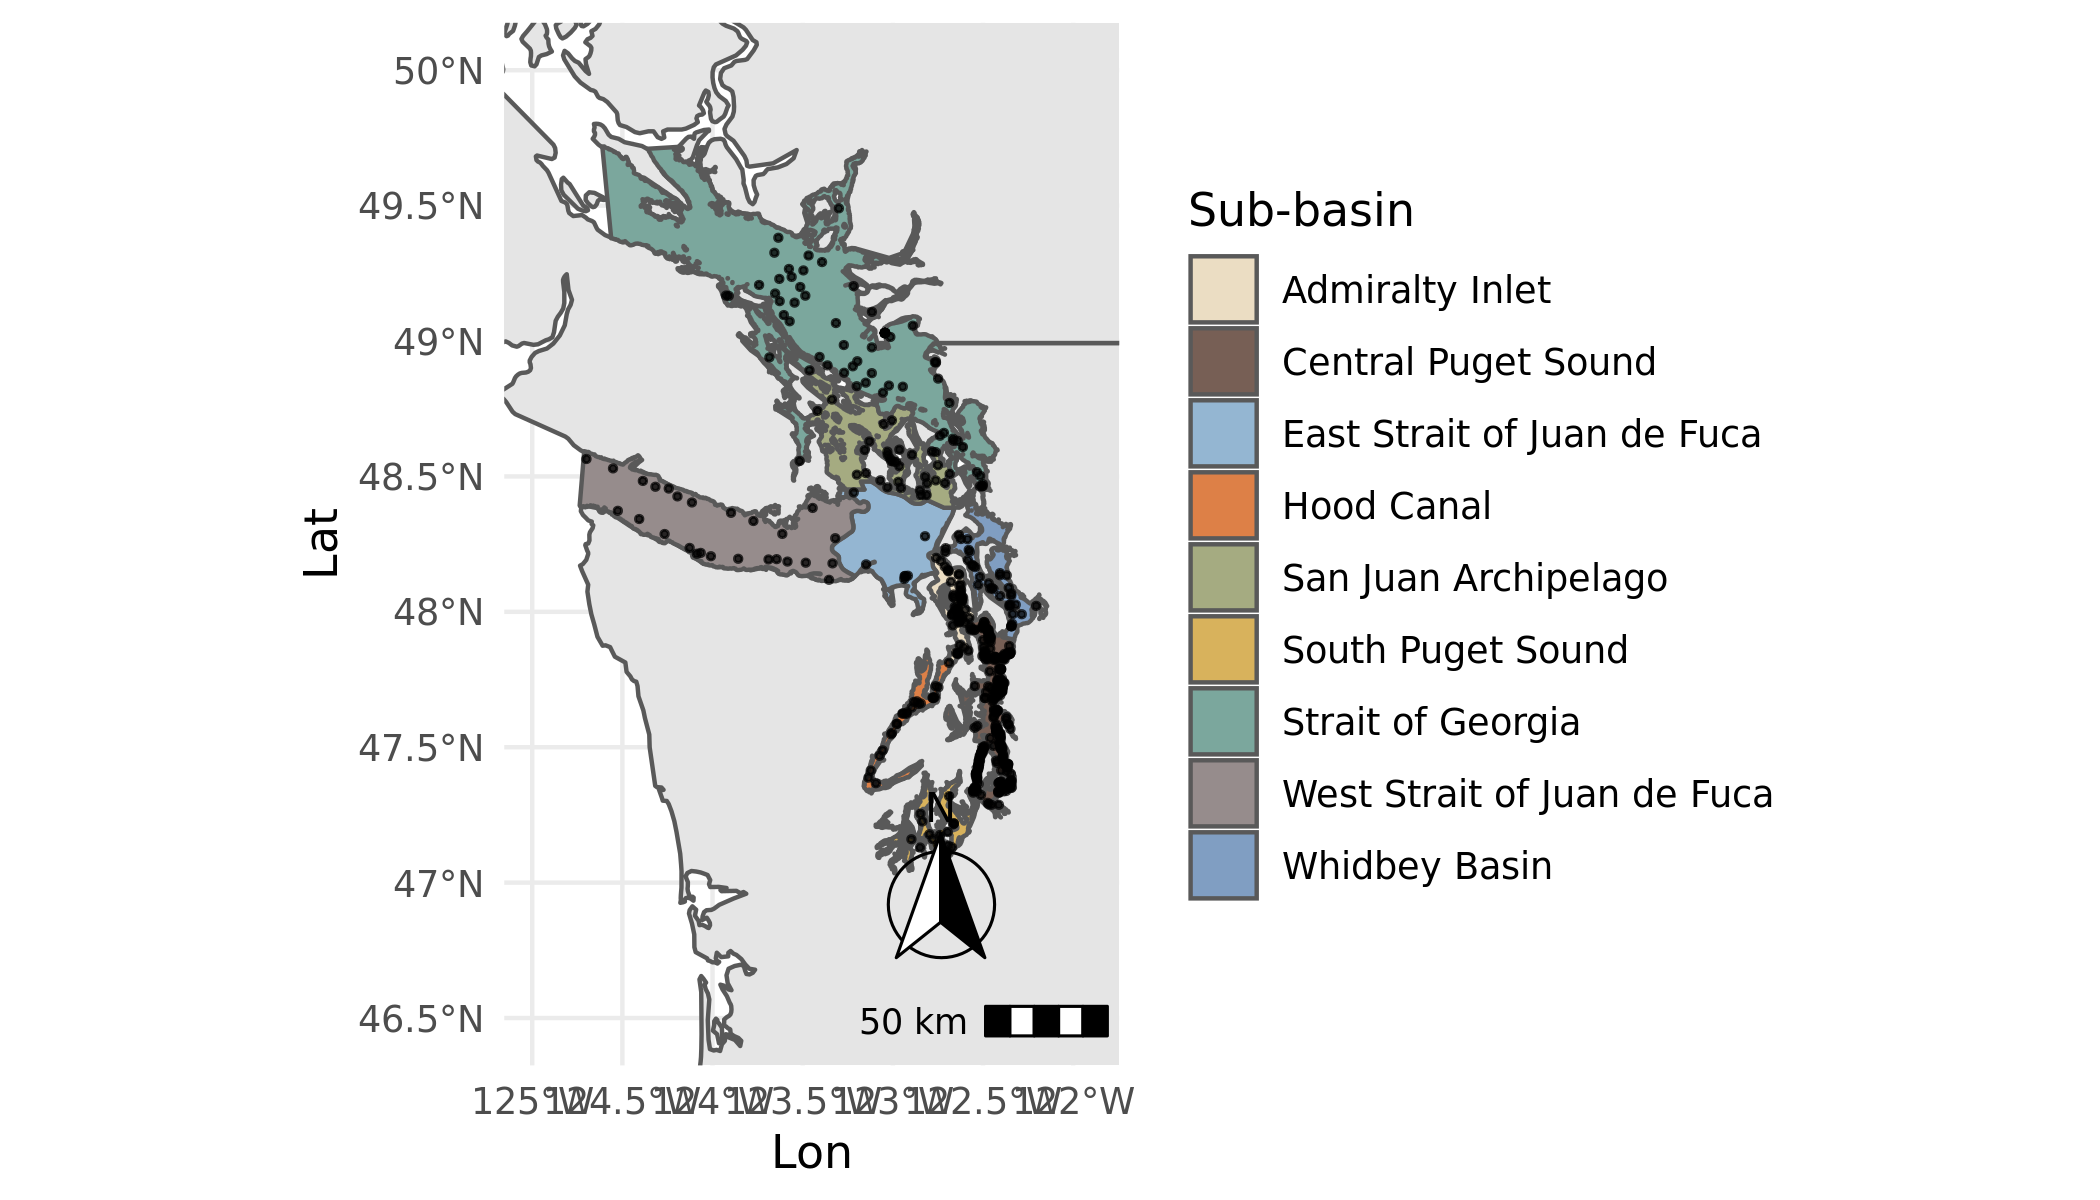 50°N
49.5°N
49°N
48.5°N
48°N
47.5°N
47°N
46.5°N
Lat
N
50 km
125°W 124.5°W 124°W 123.5°W 123°W 122.5°W 122°W
Lon
Sub-basin
Admiralty Inlet
Central Puget Sound
East Strait of Juan de Fuca
Hood Canal
San Juan Archipelago
South Puget Sound
Strait of Georgia
West Strait of Juan de Fuca
Whidbey Basin